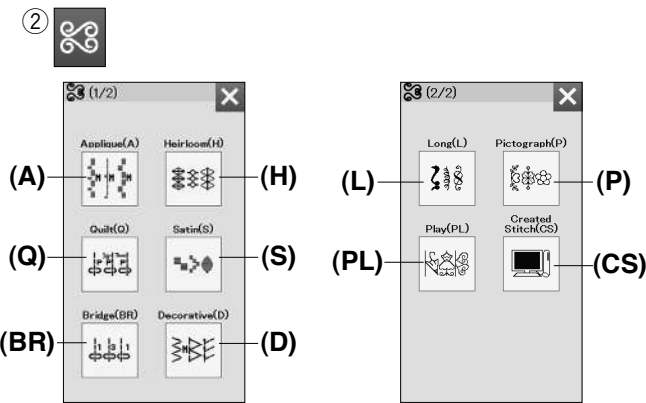 ②
(1/2)
Applique(A) Heirloom(H)
(A) (H)
Quilt(Q) Satin(S)
(Q) (S)
Bridge(BR) Decorative(D)
(BR) (D)
(2/2)
Long(L) Pictograph(P)
(L) (P)
Play(PL) Created
Stitch(CS)
(PL) (CS)